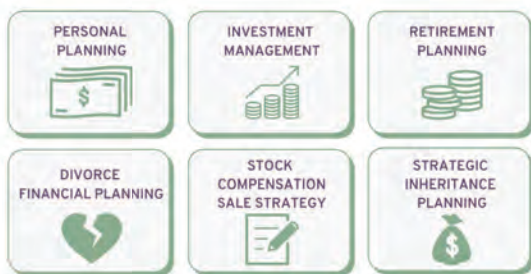 PERSONAL
PLANNING
$
INVESTMENT
MANAGEMENT
RETIREMENT
PLANNING
DIVORCE
FINANCIAL PLANNING
STOCK
COMPENSATION
SALE STRATEGY
STRATEGIC
INHERITANCE
PLANNING
$